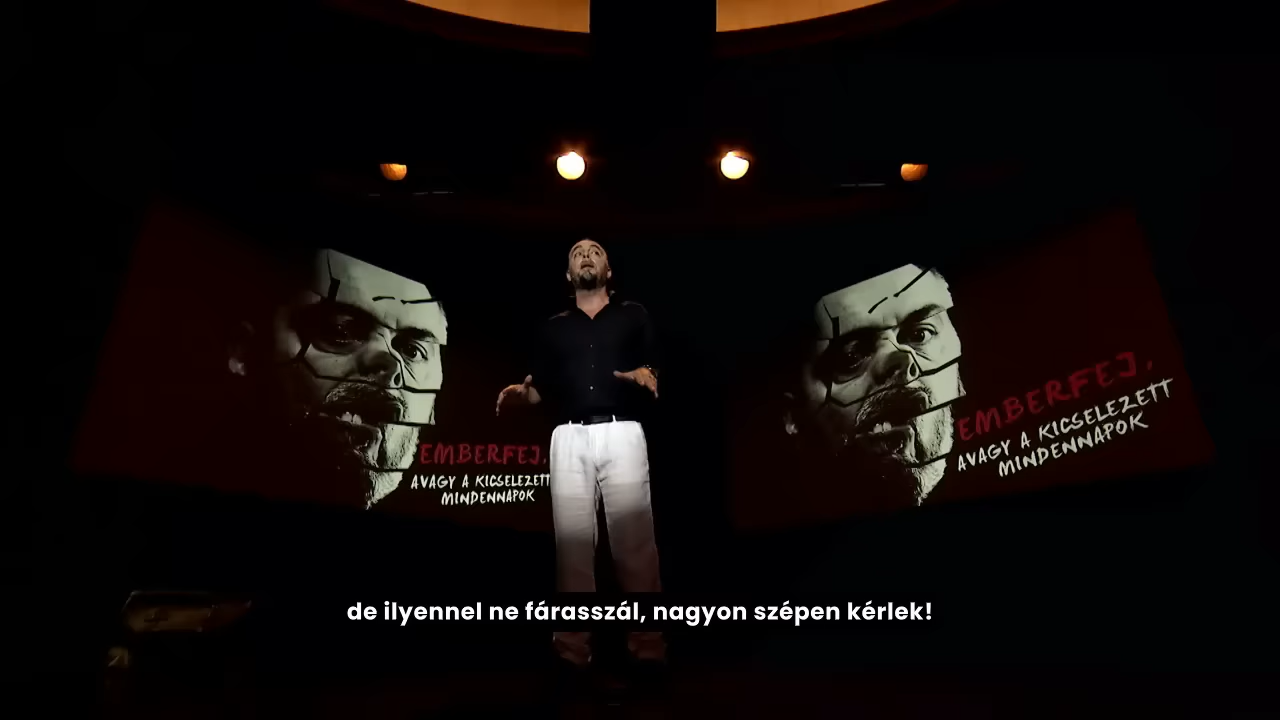 EMBERFEJ,
AVAGY A KICSELEZETT
MINDENNAPOK
EMBERFEJ,
AVAGY A KICSELEZETT
MINDENNAPOK
de ilyennel ne fárasszál, nagyon szépen kérlek!